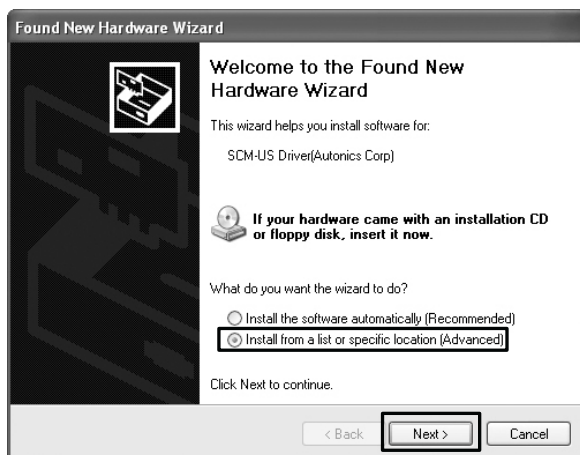 Found New Hardware Wizard
Welcome to the Found New
Hardware Wizard
This wizard helps you install software for:
SCM-US Driver(Autonics Corp)
If your hardware came with an installation CD
or floppy disk, insert it now.
What do you want the wizard to do?
Install the software automatically (Recommended)
Install from a list or specific location (Advanced)
Click Next to continue.
< Back Next > Cancel